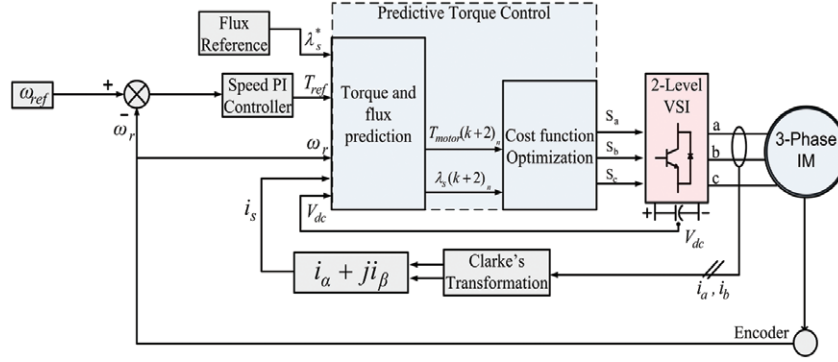 Predictive Torque Control
Flux
Reference
λ*s
ωref
+
−
ωr
Speed PI
Controller
Tref
Torque and
flux
prediction
ωr
is
Vdc
Tmotor(k+2)n
λs(k+2)n
Cost function
Optimization
Sa
Sb
Sc
2-Level
VSI
+
−
Vdc
a
b
c
3-Phase
IM
iα + jiβ
Clarke's
Transformation
ia , ib
Encoder